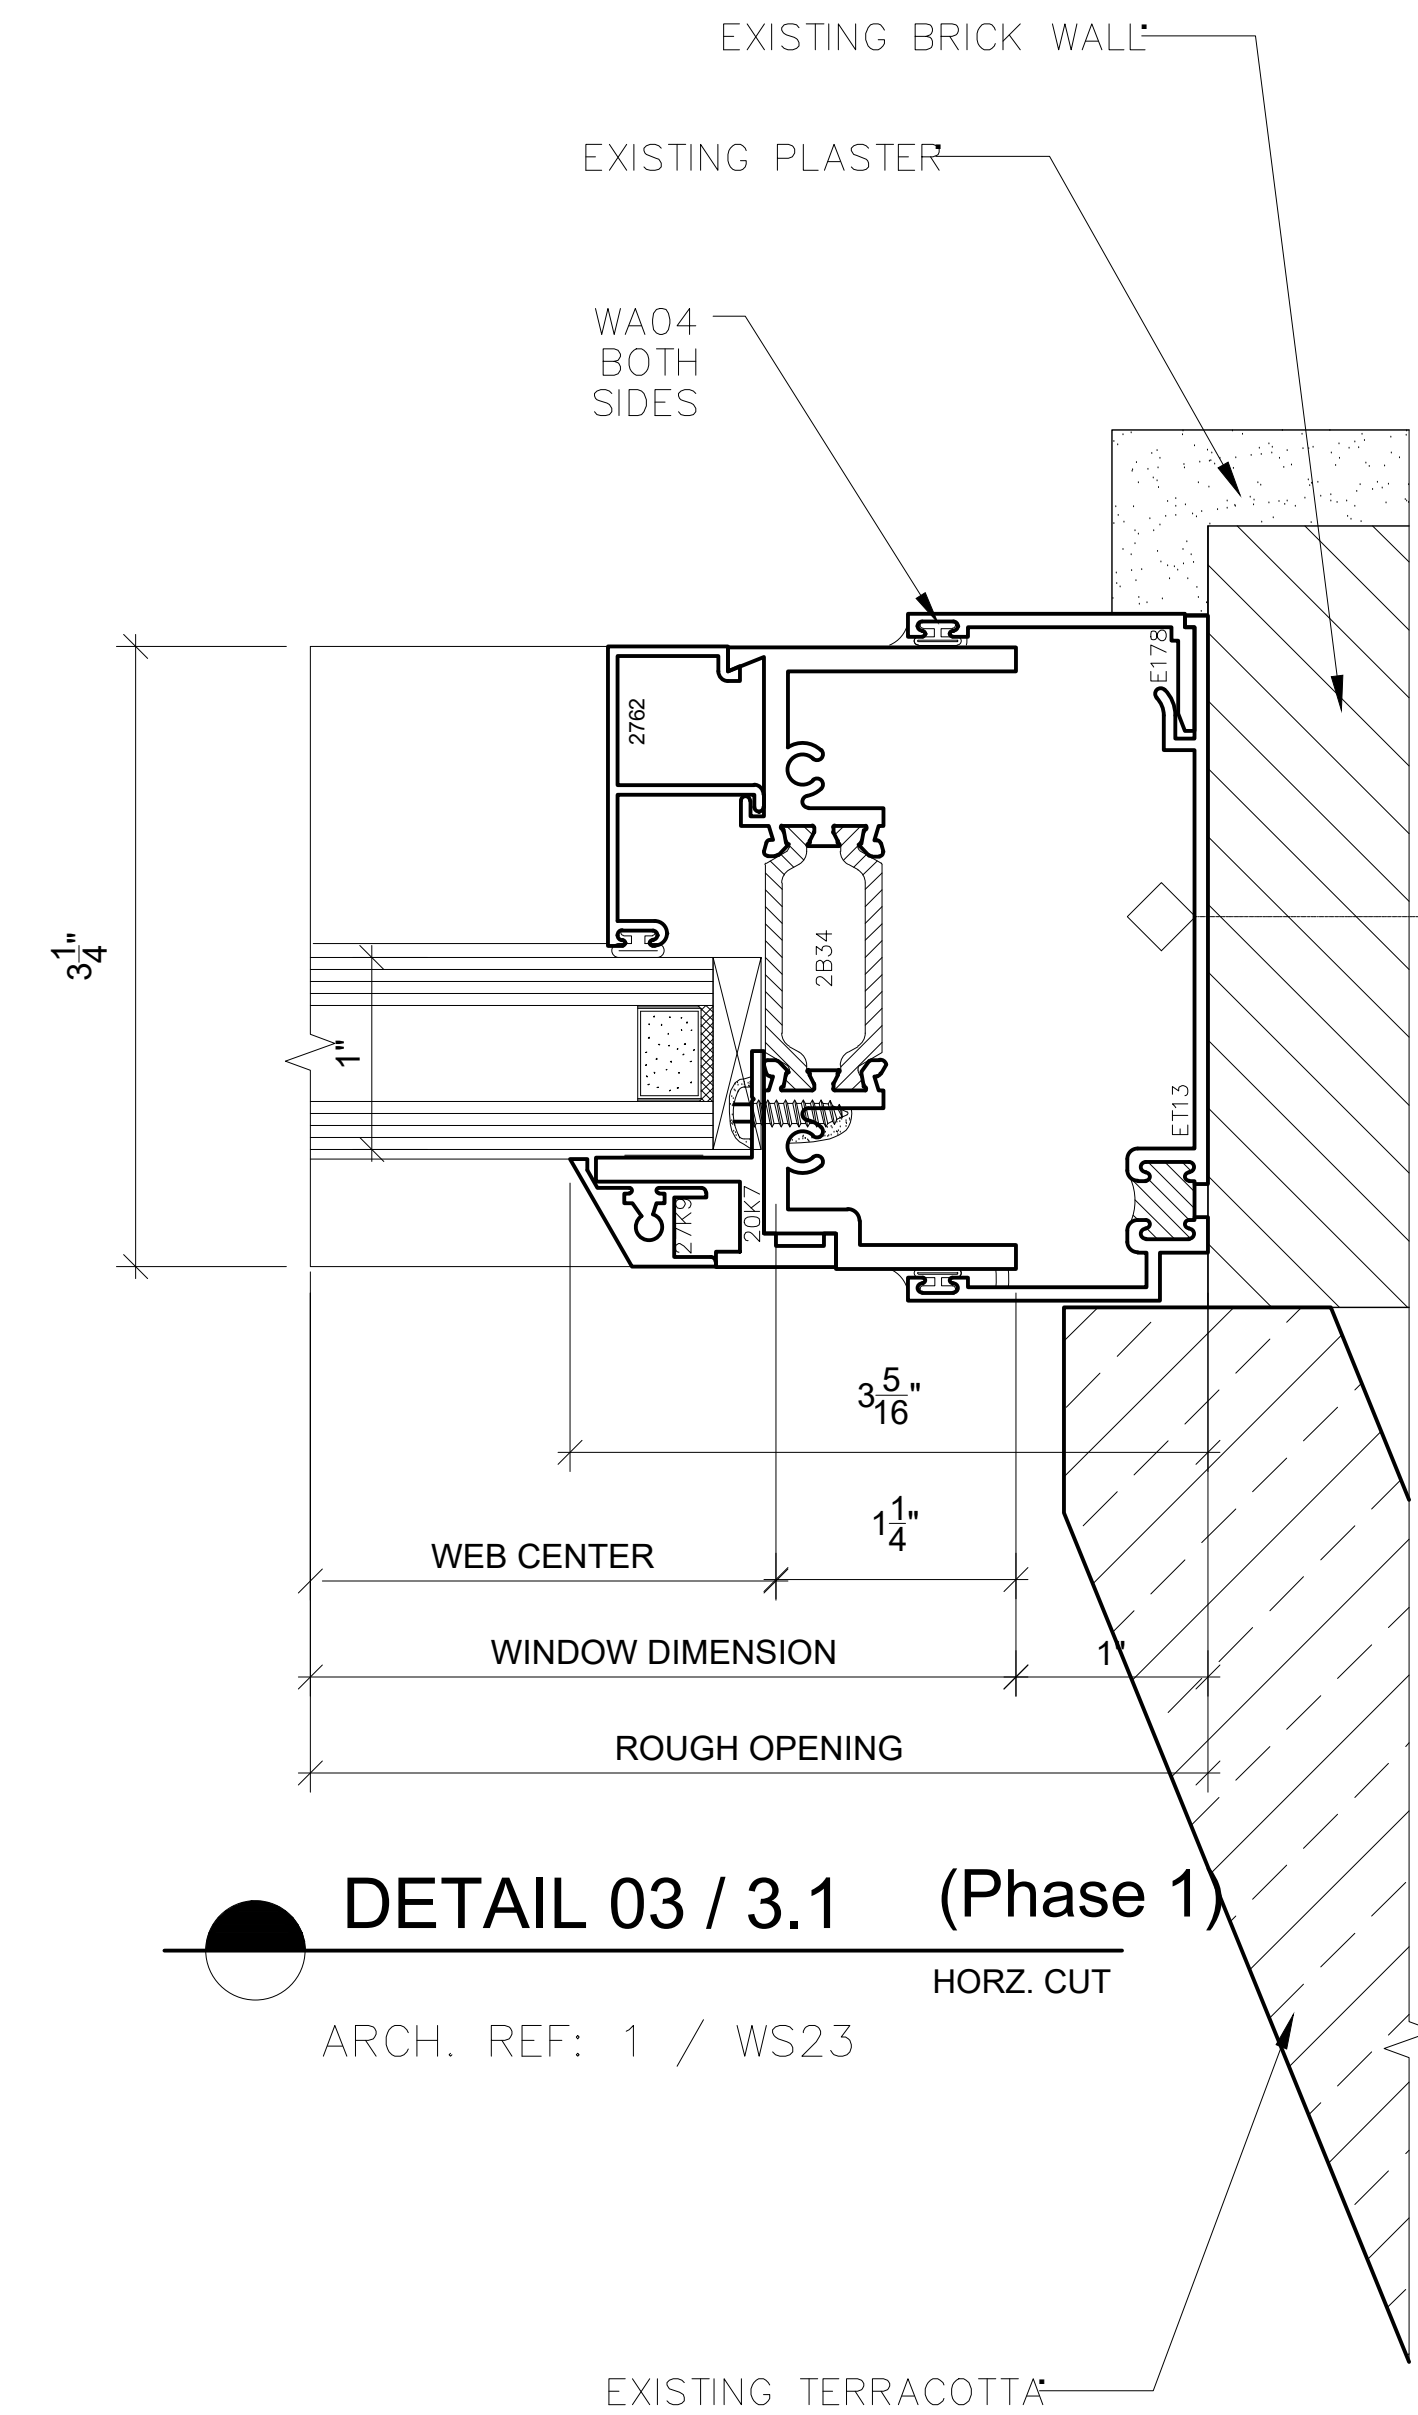 EXISTING BRICK WALL
EXISTING PLASTER
WA04
BOTH
SIDES
E178
2762
3 1/4"
2B34
1"
ET13
27K9
20K7
3 5/16"
1 1/4"
WEB CENTER
WINDOW DIMENSION
1"
ROUGH OPENING
DETAIL 03 / 3.1 (Phase 1)
HORZ. CUT
ARCH. REF: 1 / WS23
EXISTING TERRACOTTA